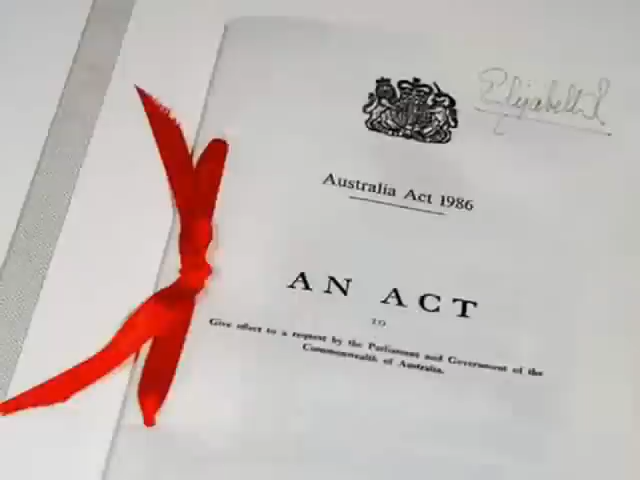 Elizabeth R
Australia Act 1986
AN ACT
TO
Give effect to a request by the Parliament and Government of the
Commonwealth of Australia.